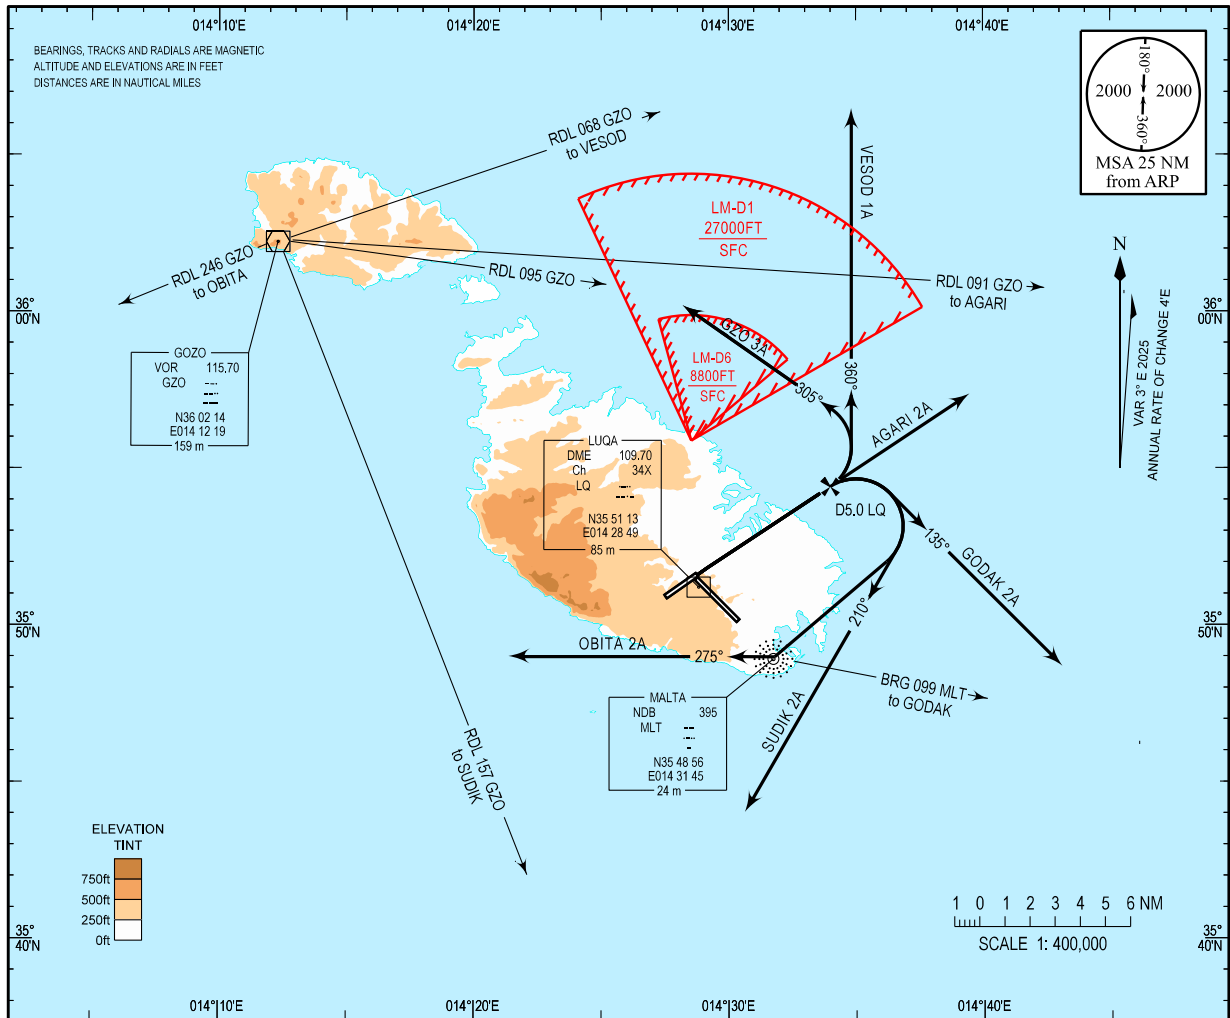 014°10'E
014°20'E
014°30'E
014°40'E
BEARINGS, TRACKS AND RADIALS ARE MAGNETIC
ALTITUDE AND ELEVATIONS ARE IN FEET
DISTANCES ARE IN NAUTICAL MILES
180°
2000
2000
360°
MSA 25 NM
from ARP
RDL 068 GZO
to VESOD
VESOD 1A
LM-D1
27000FT
SFC
N
RDL 246 GZO
to OBITA
RDL 095 GZO
RDL 091 GZO
to AGARI
36°
00'N
36°
00'N
GZO 3A
LM-D6
8800FT
SFC
305°
360°
VAR 3° E 2025
ANNUAL RATE OF CHANGE 4'E
GOZO
VOR 115,70
GZO
N36 02 14
E014 12 19
159 m
AGARI 2A
LUQA
DME 109.70
Ch 34X
LQ
N35 51 13
E014 28 49
85 m
D5.0 LQ
135°
GODAK 2A
210°
35°
50'N
35°
50'N
OBITA 2A
275°
BRG 099 MLT
to GODAK
MALTA
NDB 395
MLT
N35 48 56
E014 31 45
24 m
SUDIK 2A
RDL 157 GZO
to SUDIK
ELEVATION
TINT
750ft
500ft
250ft
0ft
1 0 1 2 3 4 5 6 NM
SCALE 1: 400,000
35°
40'N
35°
40'N
014°10'E
014°20'E
014°30'E
014°40'E